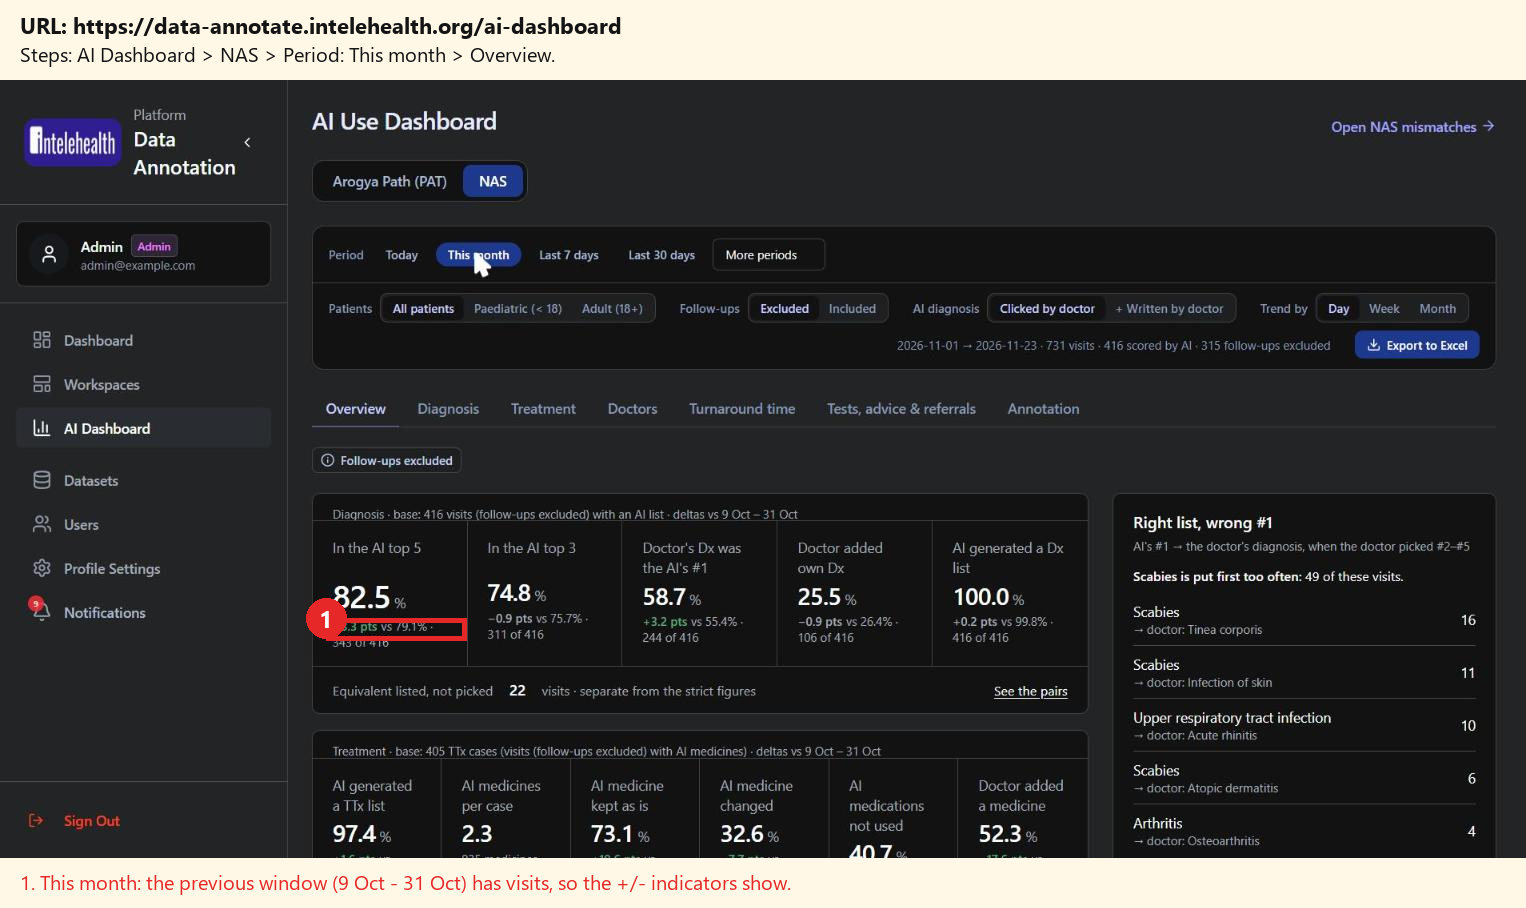 URL: https://data-annotate.intelehealth.org/ai-dashboard
Steps: AI Dashboard > NAS > Period: This month > Overview.
intelehealth
Platform
Data
Annotation
Admin Admin
admin@example.com
Dashboard
Workspaces
AI Dashboard
Datasets
Users
Profile Settings
9
Notifications
Sign Out
AI Use Dashboard
Open NAS mismatches →
Arogya Path (PAT) NAS
Period Today This month Last 7 days Last 30 days More periods
Patients All patients Paediatric (< 18) Adult (18+) Follow-ups Excluded Included AI diagnosis Clicked by doctor + Written by doctor Trend by Day Week Month
2026-11-01 → 2026-11-23 · 731 visits · 416 scored by AI · 315 follow-ups excluded Export to Excel
Overview Diagnosis Treatment Doctors Turnaround time Tests, advice & referrals Annotation
Follow-ups excluded
Diagnosis · base: 416 visits (follow-ups excluded) with an AI list · deltas vs 9 Oct – 31 Oct
In the AI top 5
82.5 %
1
.3 pts vs 79.1% ·
343 of 416
In the AI top 3
74.8 %
−0.9 pts vs 75.7% ·
311 of 416
Doctor's Dx was
the AI's #1
58.7 %
+3.2 pts vs 55.4% ·
244 of 416
Doctor added
own Dx
25.5 %
−0.9 pts vs 26.4% ·
106 of 416
AI generated a Dx
list
100.0 %
+0.2 pts vs 99.8% ·
416 of 416
Equivalent listed, not picked 22 visits · separate from the strict figures See the pairs
Treatment · base: 405 TTx cases (visits (follow-ups excluded) with AI medicines) · deltas vs 9 Oct – 31 Oct
AI generated
a TTx list
97.4 %
AI medicines
per case
2.3
AI medicine
kept as is
73.1 %
AI medicine
changed
32.6 %
AI
medications
not used
40.7 %
Doctor added
a medicine
52.3 %
Right list, wrong #1
AI's #1 → the doctor's diagnosis, when the doctor picked #2–#5
Scabies is put first too often: 49 of these visits.
Scabies 16
→ doctor: Tinea corporis
Scabies 11
→ doctor: Infection of skin
Upper respiratory tract infection 10
→ doctor: Acute rhinitis
Scabies 6
→ doctor: Atopic dermatitis
Arthritis 4
→ doctor: Osteoarthritis
1. This month: the previous window (9 Oct - 31 Oct) has visits, so the +/- indicators show.